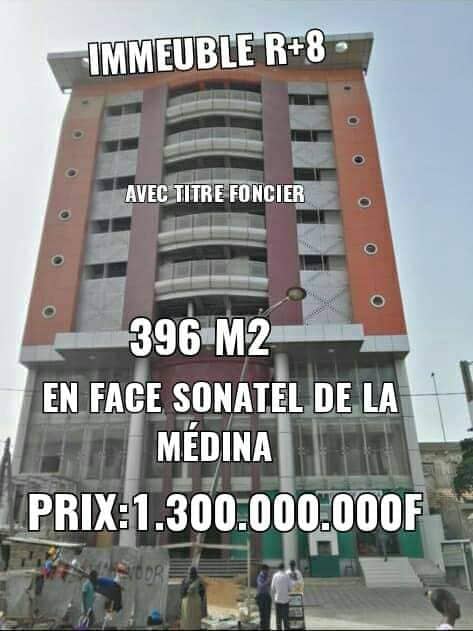 IMMEUBLE R+8
AVEC TITRE FONCIER
396 M2
EN FACE SONATEL DE LA
MÉDINA
PRIX:1.300.000.000F